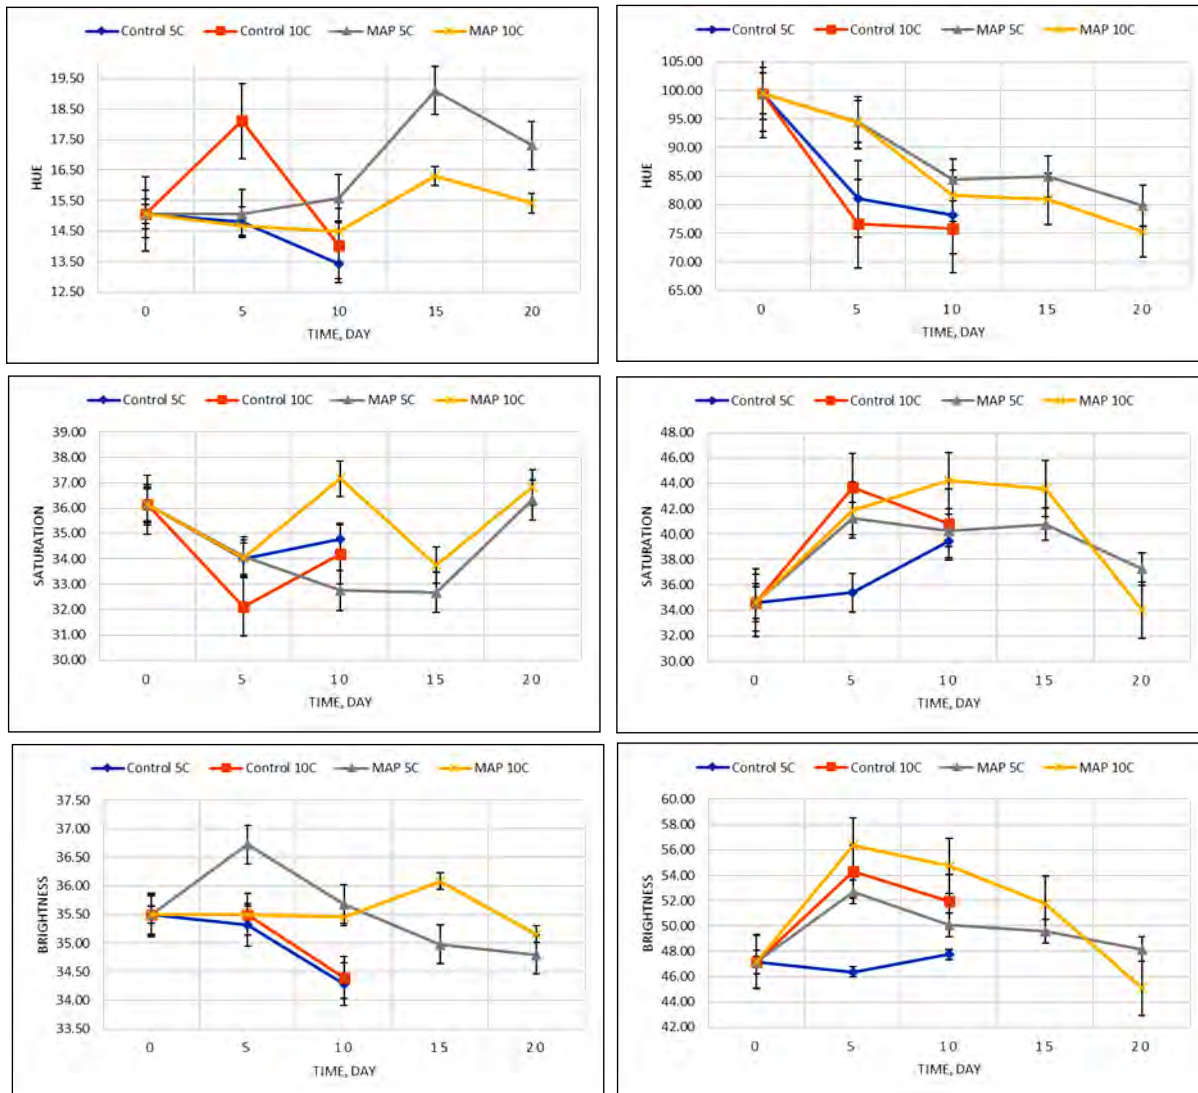 Control 5C Control 10C MAP 5C MAP 10C
19.50
18.50
17.50
16.50
15.50
14.50
13.50
12.50
HUE
0 5 10 15 20
TIME, DAY
Control 5C Control 10C MAP 5C MAP 10C
105.00
100.00
95.00
90.00
85.00
80.00
75.00
70.00
65.00
HUE
0 5 10 15 20
TIME, DAY
Control 5C Control 10C MAP 5C MAP 10C
39.00
38.00
37.00
36.00
35.00
34.00
33.00
32.00
31.00
30.00
SATURATION
0 5 10 15 20
TIME, DAY
Control 5C Control 10C MAP 5C MAP 10C
48.00
46.00
44.00
42.00
40.00
38.00
36.00
34.00
32.00
30.00
SATURATION
0 5 10 15 20
TIME, DAY
Control 5C Control 10C MAP 5C MAP 10C
37.50
37.00
36.50
36.00
35.50
35.00
34.50
34.00
33.50
BRIGHTNESS
0 5 10 15 20
TIME, DAY
Control 5C Control 10C MAP 5C MAP 10C
60.00
58.00
56.00
54.00
52.00
50.00
48.00
46.00
44.00
42.00
BRIGHTNESS
0 5 10 15 20
TIME, DAY